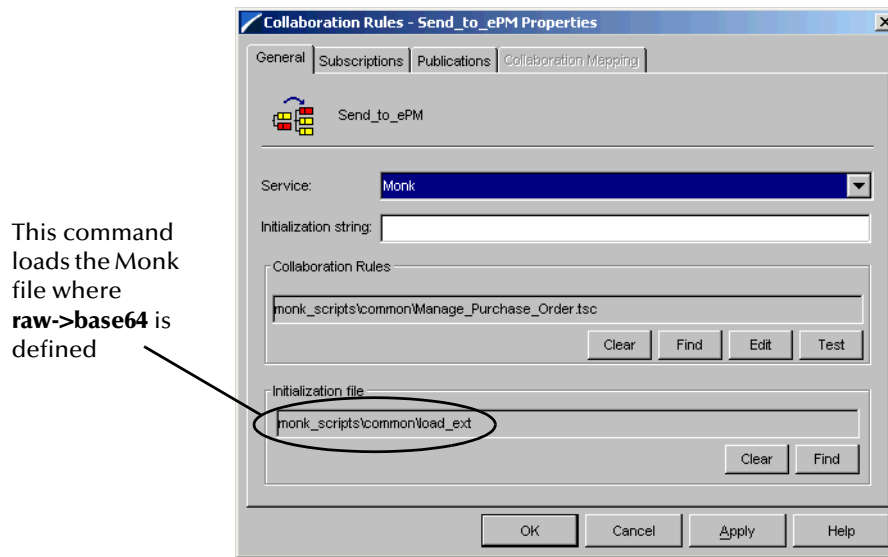 Collaboration Rules - Send_to_ePM Properties
General Subscriptions Publications Collaboration Mapping
Send_to_ePM
Service: Monk
Initialization string:
Collaboration Rules
monk_scripts\common\Manage_Purchase_Order.tsc
Clear Find Edit Test
This command
loads the Monk
file where
raw->base64 is
defined
Initialization file
monk_scripts\common\load_ext
Clear Find
OK Cancel Apply Help